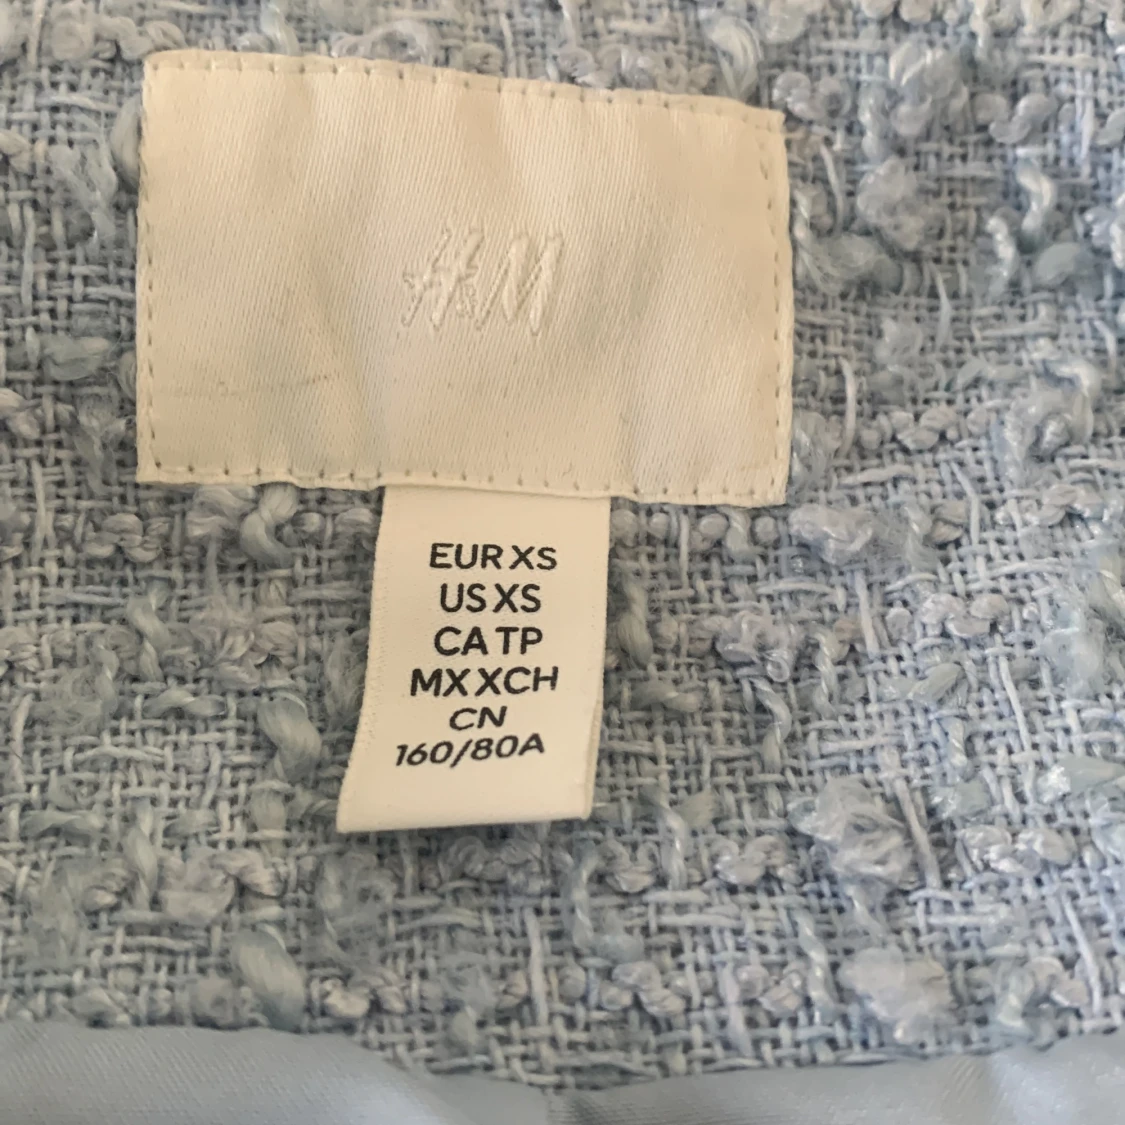 H&M
EUR XS
US XS
CA TP
MX XCH
CN
160/80A